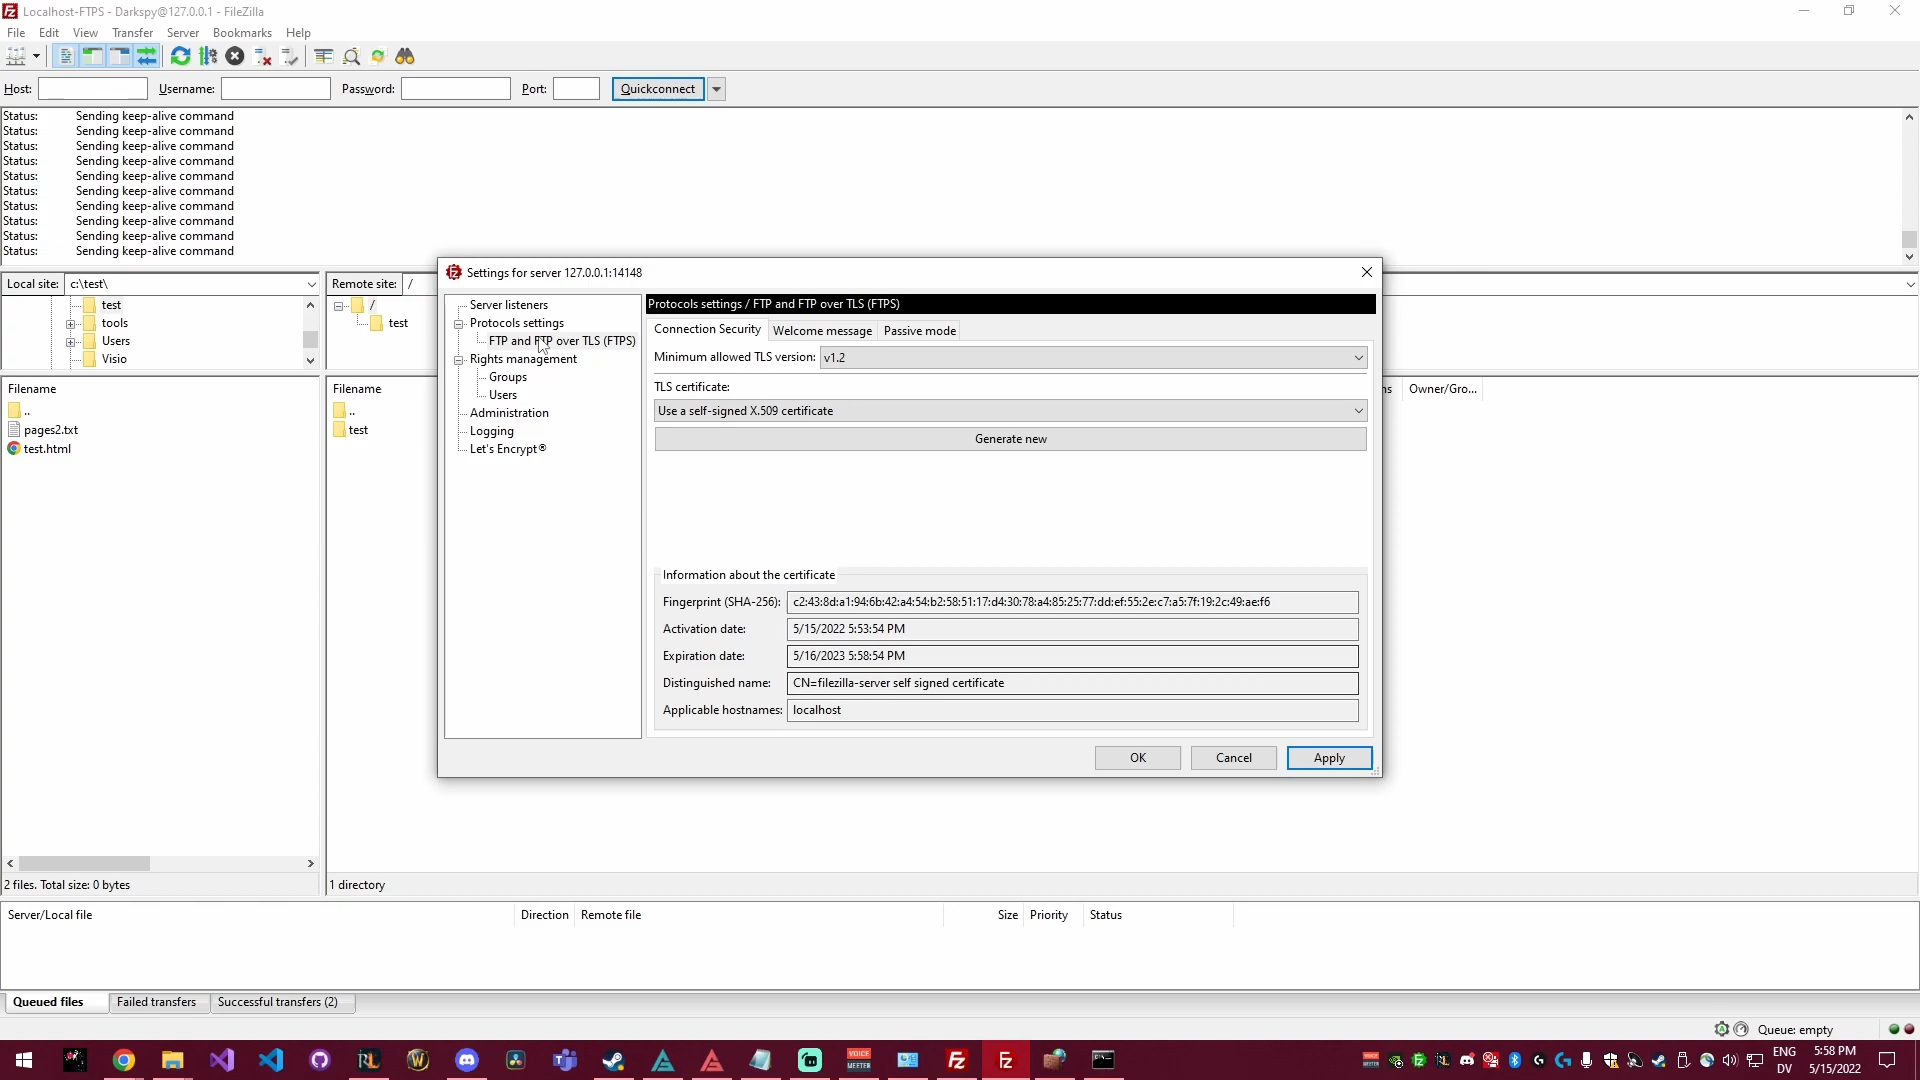 Localhost-FTPS - Darkspy@127.0.0.1 - FileZilla
File Edit View Transfer Server Bookmarks Help
Host: Username: Password: Port: Quickconnect
Status: Sending keep-alive command
Status: Sending keep-alive command
Status: Sending keep-alive command
Status: Sending keep-alive command
Status: Sending keep-alive command
Status: Sending keep-alive command
Status: Sending keep-alive command
Status: Sending keep-alive command
Status: Sending keep-alive command
Status: Sending keep-alive command
Local site: c:\test\
test
tools
Users
Visio
Remote site: /
/
test
Filename
..
pages2.txt
test.html
2 files. Total size: 0 bytes
Filename
..
test
ns Owner/Gro...
1 directory
Settings for server 127.0.0.1:14148
Server listeners
Protocols settings
FTP and FTP over TLS (FTPS)
Rights management
Groups
Users
Administration
Logging
Let's Encrypt®
Protocols settings / FTP and FTP over TLS (FTPS)
Connection Security Welcome message Passive mode
Minimum allowed TLS version: v1.2
TLS certificate:
Use a self-signed X.509 certificate
Generate new
Information about the certificate
Fingerprint (SHA-256): c2:43:8d:a1:94:6b:42:a4:54:b2:58:51:17:d4:30:78:a4:85:25:77:dd:ef:55:2e:c7:a5:7f:19:2c:49:ae:f6
Activation date: 5/15/2022 5:53:54 PM
Expiration date: 5/16/2023 5:58:54 PM
Distinguished name: CN=filezilla-server self signed certificate
Applicable hostnames: localhost
OK Cancel Apply
Server/Local file Direction Remote file Size Priority Status
Queued files Failed transfers Successful transfers (2)
Queue: empty
VOICE MEETER
ENG
DV
5:58 PM
5/15/2022